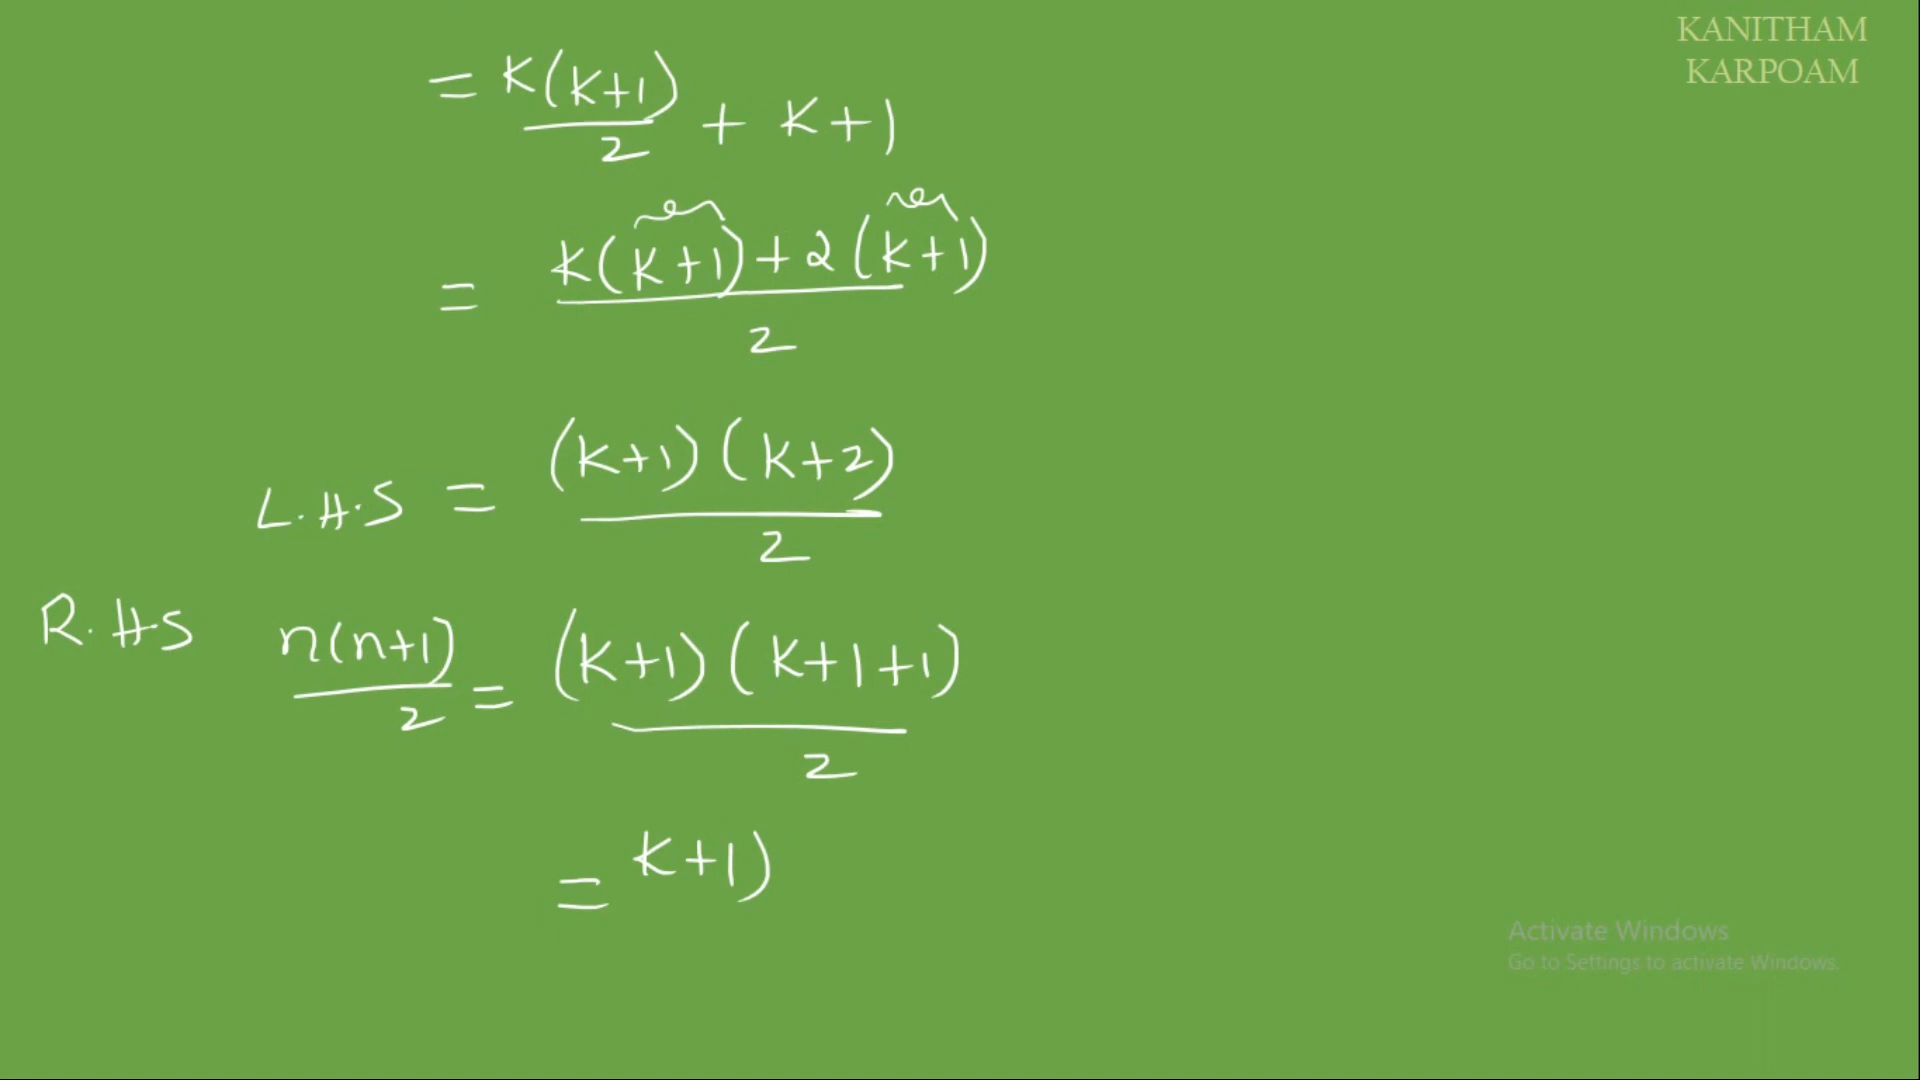 KANITHAM
KARPOAM
= K(K+1)/2 + K+1
= K(K+1)+2(K+1)/2
L.H.S = (K+1)(K+2)/2
R.H.S n(n+1)/2 = (K+1)(K+1+1)/2
= K+1)
Activate Windows
Go to Settings to activate Windows.